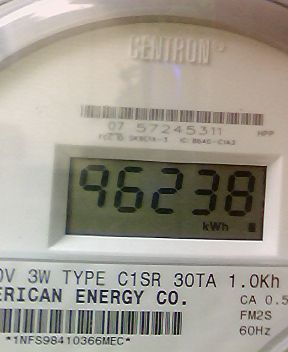 CENTRON
07 57245311 HPP
96238
kWh
0V 3W TYPE C1SR 30TA 1.0Kh
ERICAN ENERGY CO. CA 0.5
FM2S
60Hz
*1NFS98410366MEC*